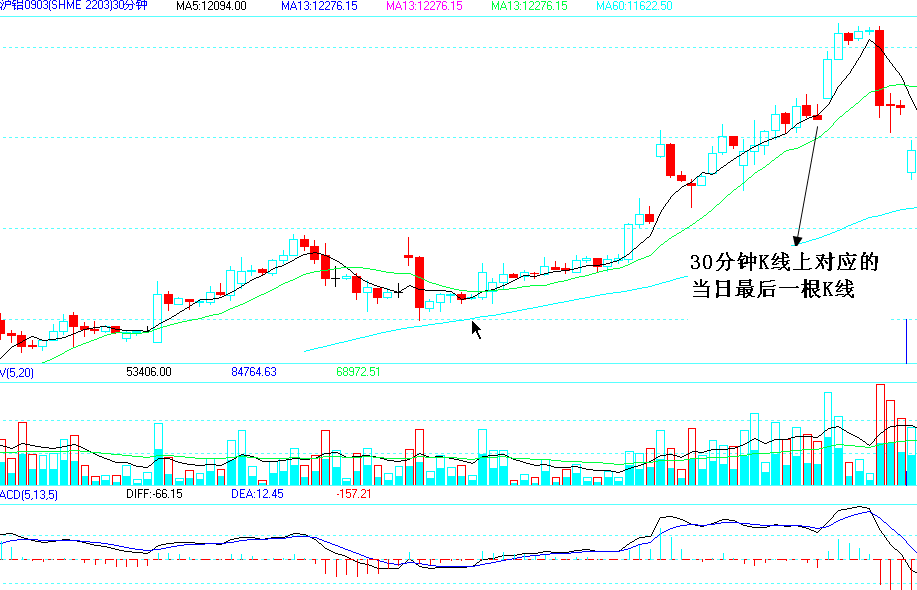 沪铝0903(SHME 2203)30分钟 MA5:12094.00 MA13:12276.15 MA13:12276.15 MA13:12276.15 MA60:11622.50
30分钟K线上对应的
当日最后一根K线
V(5,20) 53406.00 84764.63 68972.51
ACD(5,13,5) DIFF:-66.15 DEA:12.45 -157.21